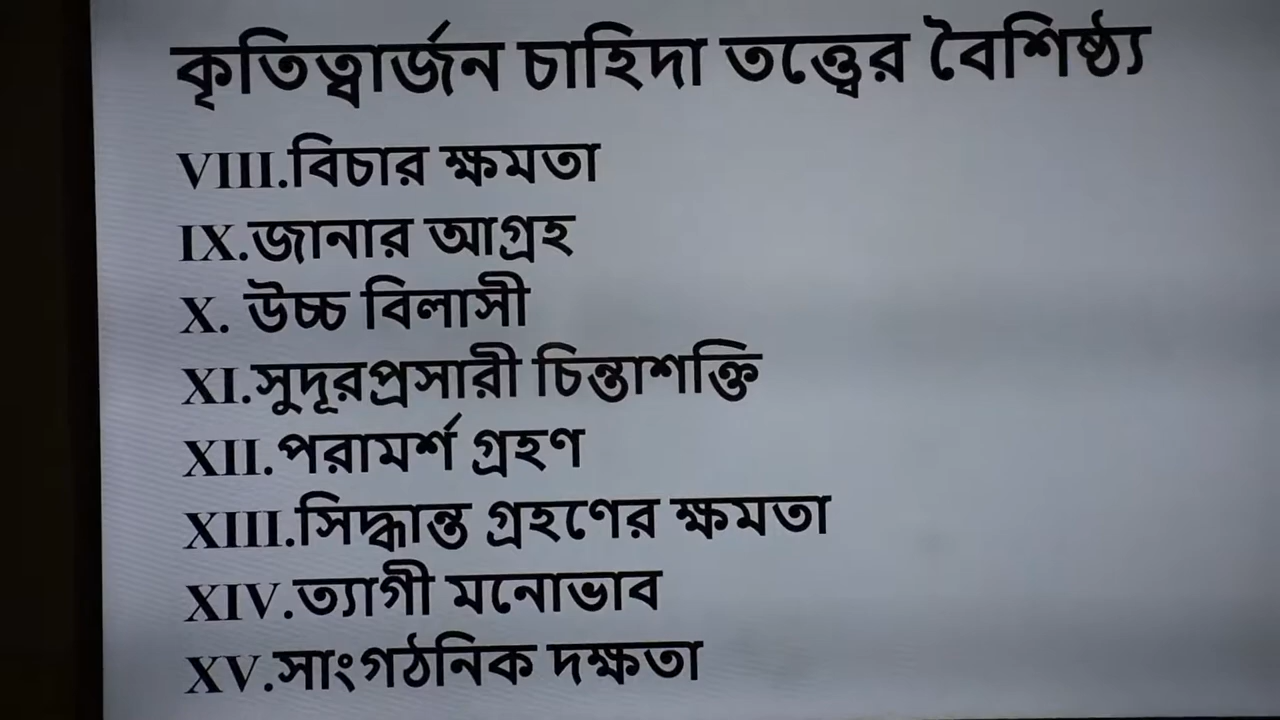 কৃতিত্বার্জন চাহিদা তত্ত্বের বৈশিষ্ঠ্য
VIII.বিচার ক্ষমতা
IX.জানার আগ্রহ
X. উচ্চ বিলাসী
XI.সুদূরপ্রসারী চিন্তাশক্তি
XII.পরামর্শ গ্রহণ
XIII.সিদ্ধান্ত গ্রহণের ক্ষমতা
XIV.ত্যাগী মনোভাব
XV.সাংগঠনিক দক্ষতা